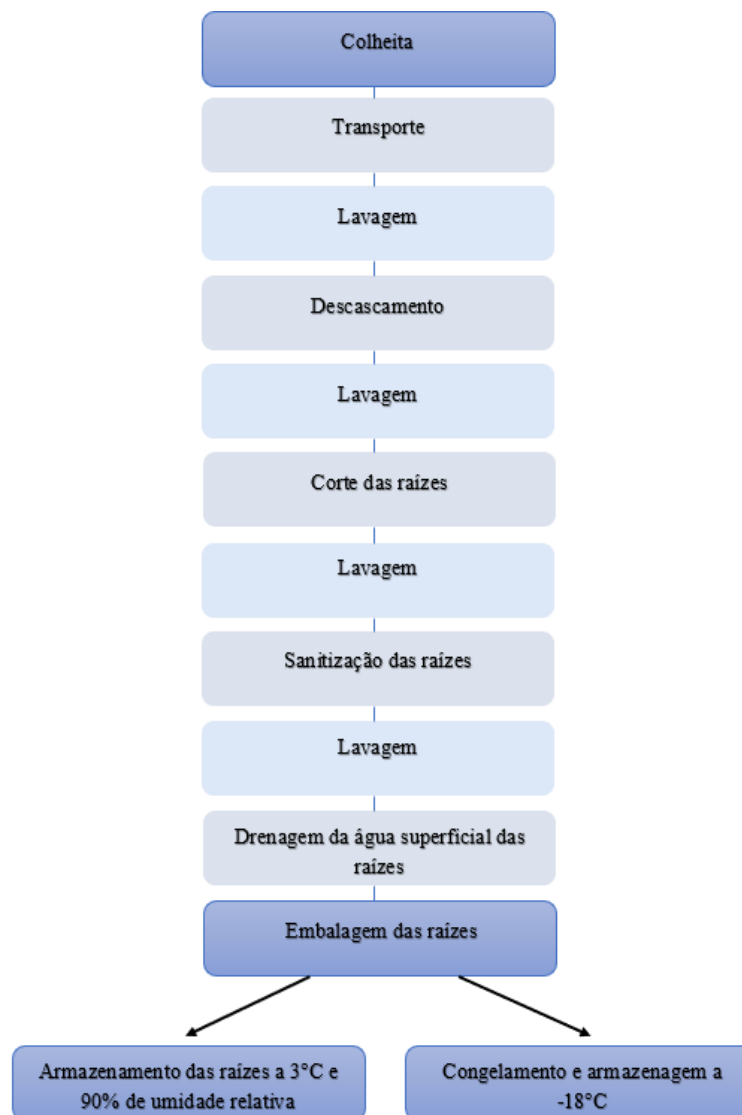 Colheita
Transporte
Lavagem
Descascamento
Lavagem
Corte das raízes
Lavagem
Sanitização das raízes
Lavagem
Drenagem da água superficial das
raízes
Embalagem das raízes
Armazenamento das raízes a 3°C e
90% de umidade relativa
Congelamento e armazenagem a
-18°C